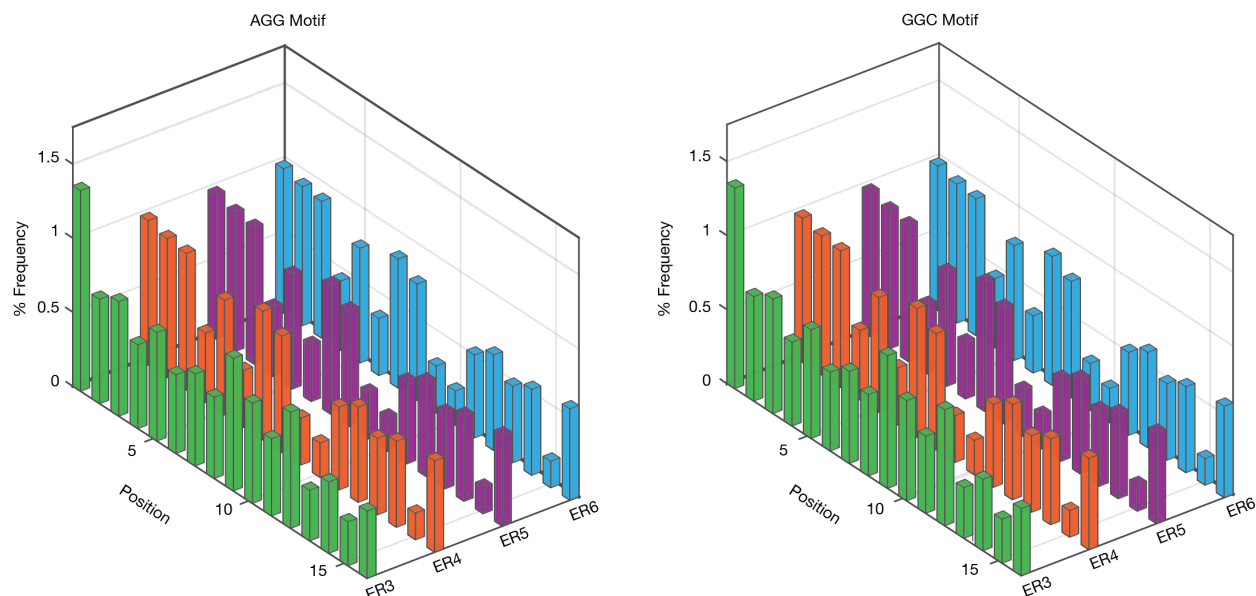 AGG Motif
1.5
1
0.5
0
% Frequency
5
10
15
Position
ER3
ER4
ER5
ER6
GGC Motif
1.5
1
0.5
0
% Frequency
5
10
15
Position
ER3
ER4
ER5
ER6